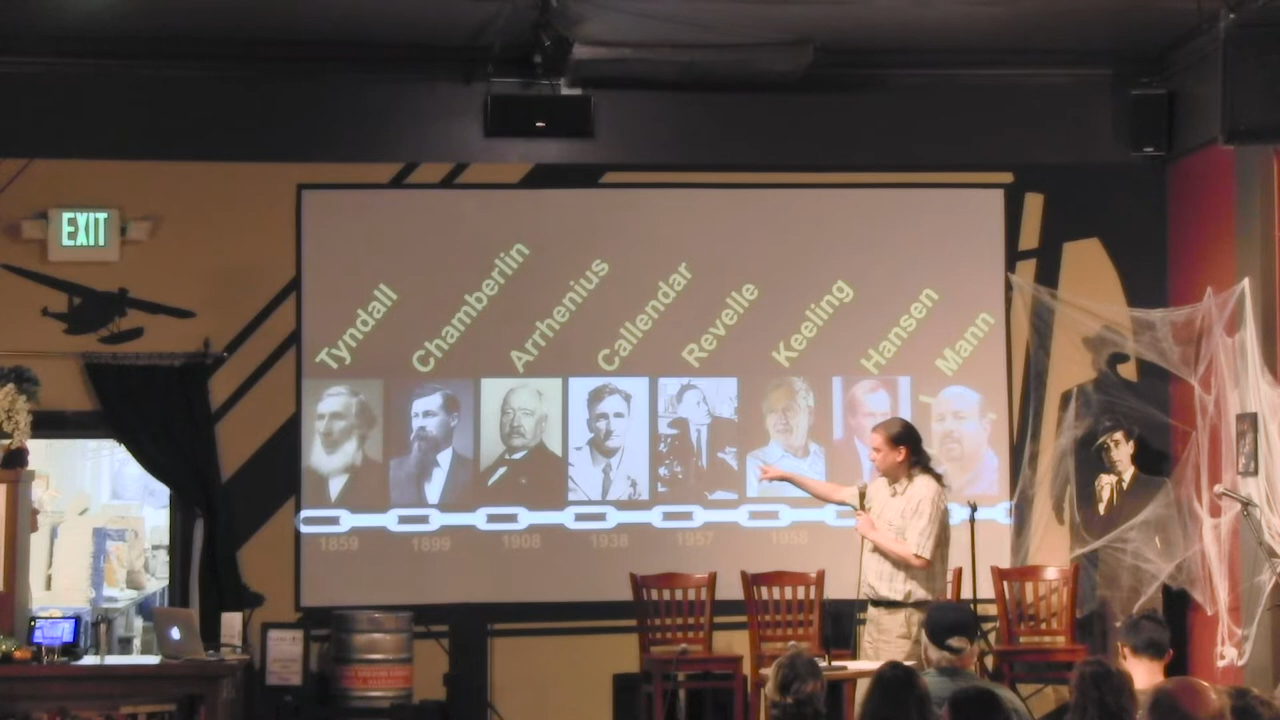 EXIT
Tyndall
Chamberlin
Arrhenius
Callendar
Revelle
Keeling
Hansen
Mann
1859
1899
1908
1938
1957
1958